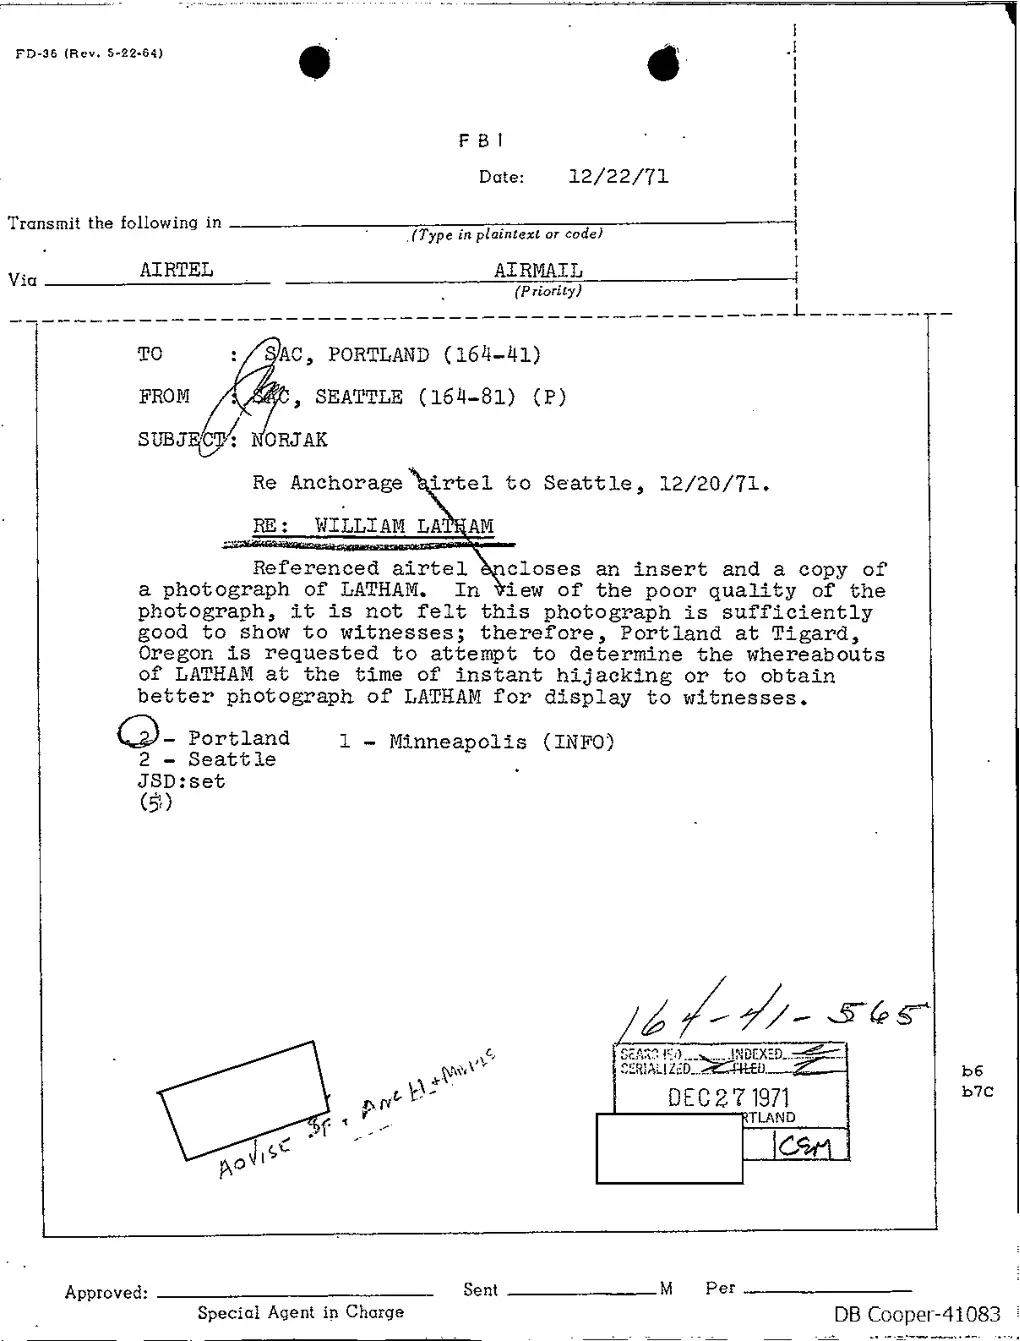 FD-36 (Rev. 5-22-64)
F B I
Date: 12/22/71
Transmit the following in
(Type in plaintext or code)
Via AIRTEL AIRMAIL
(Priority)
TO : SAC, PORTLAND (164-41)
FROM : SAC, SEATTLE (164-81) (P)
SUBJECT: NORJAK
Re Anchorage airtel to Seattle, 12/20/71.
RE: WILLIAM LATHAM
Referenced airtel encloses an insert and a copy of
a photograph of LATHAM. In view of the poor quality of the
photograph, it is not felt this photograph is sufficiently
good to show to witnesses; therefore, Portland at Tigard,
Oregon is requested to attempt to determine the whereabouts
of LATHAM at the time of instant hijacking or to obtain
better photograph of LATHAM for display to witnesses.
2 - Portland 1 - Minneapolis (INFO)
2 - Seattle
JSD:set
(5)
164-41-565
SEARCHED INDEXED
SERIALIZED FILED
DEC 27 1971
RTLAND
b6
b7C
ADVISE SF, ANCH + MNPLS
Approved: Sent M Per
Special Agent in Charge
DB Cooper-41083